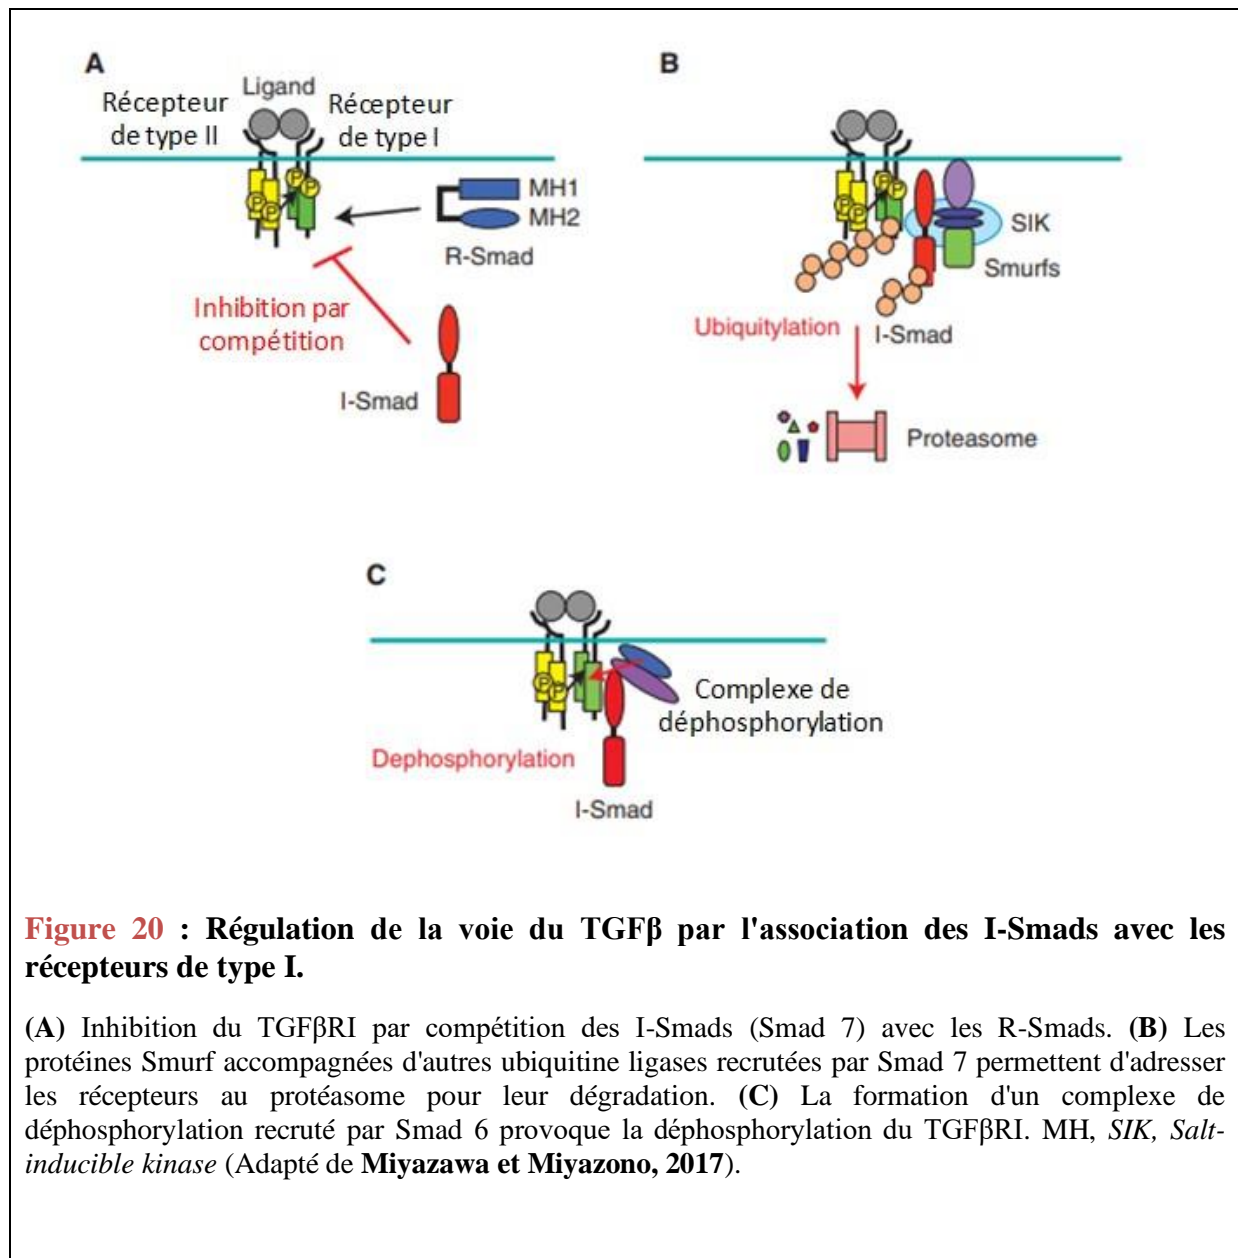 A
Ligand
Récepteur
de type II
Récepteur
de type I
P
P
P
P
MH1
MH2
R-Smad
Inhibition par
compétition
I-Smad
B
P
P
P
P
SIK
Smurfs
Ubiquitylation
I-Smad
Proteasome
C
P
P
Complexe de
déphosphorylation
Dephosphorylation
I-Smad
Figure 20 : Régulation de la voie du TGFβ par l'association des I-Smads avec les
récepteurs de type I.
(A) Inhibition du TGFβRI par compétition des I-Smads (Smad 7) avec les R-Smads. (B) Les
protéines Smurf accompagnées d'autres ubiquitine ligases recrutées par Smad 7 permettent d'adresser
les récepteurs au protéasome pour leur dégradation. (C) La formation d'un complexe de
déphosphorylation recruté par Smad 6 provoque la déphosphorylation du TGFβRI. MH, SIK, Salt-
inducible kinase (Adapté de Miyazawa et Miyazono, 2017).